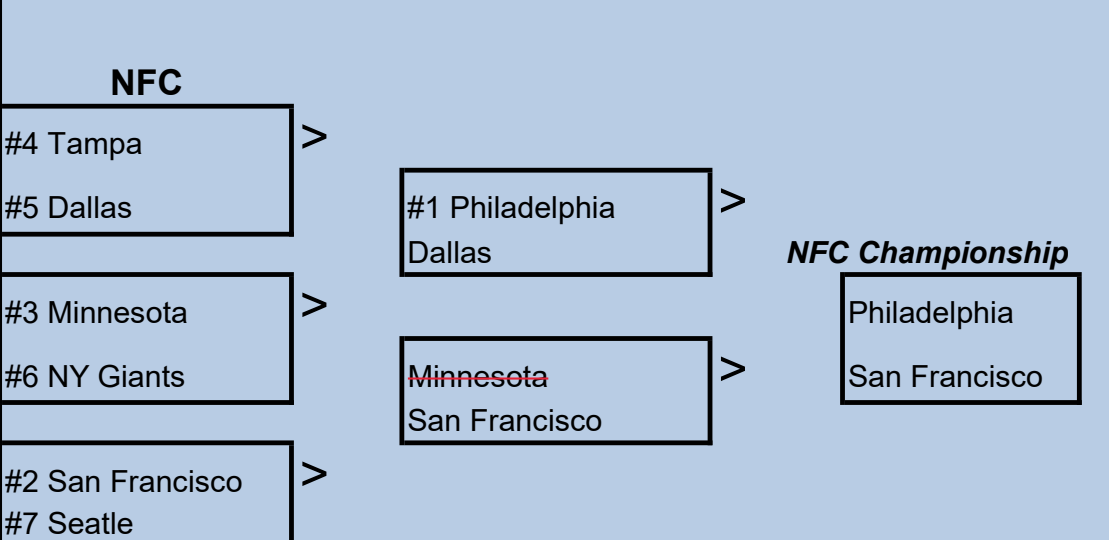 NFC
#4 Tampa >
#5 Dallas
#1 Philadelphia >
Dallas
NFC Championship
#3 Minnesota >
Philadelphia
#6 NY Giants
Minnesota >
San Francisco
San Francisco
#2 San Francisco >
#7 Seatle